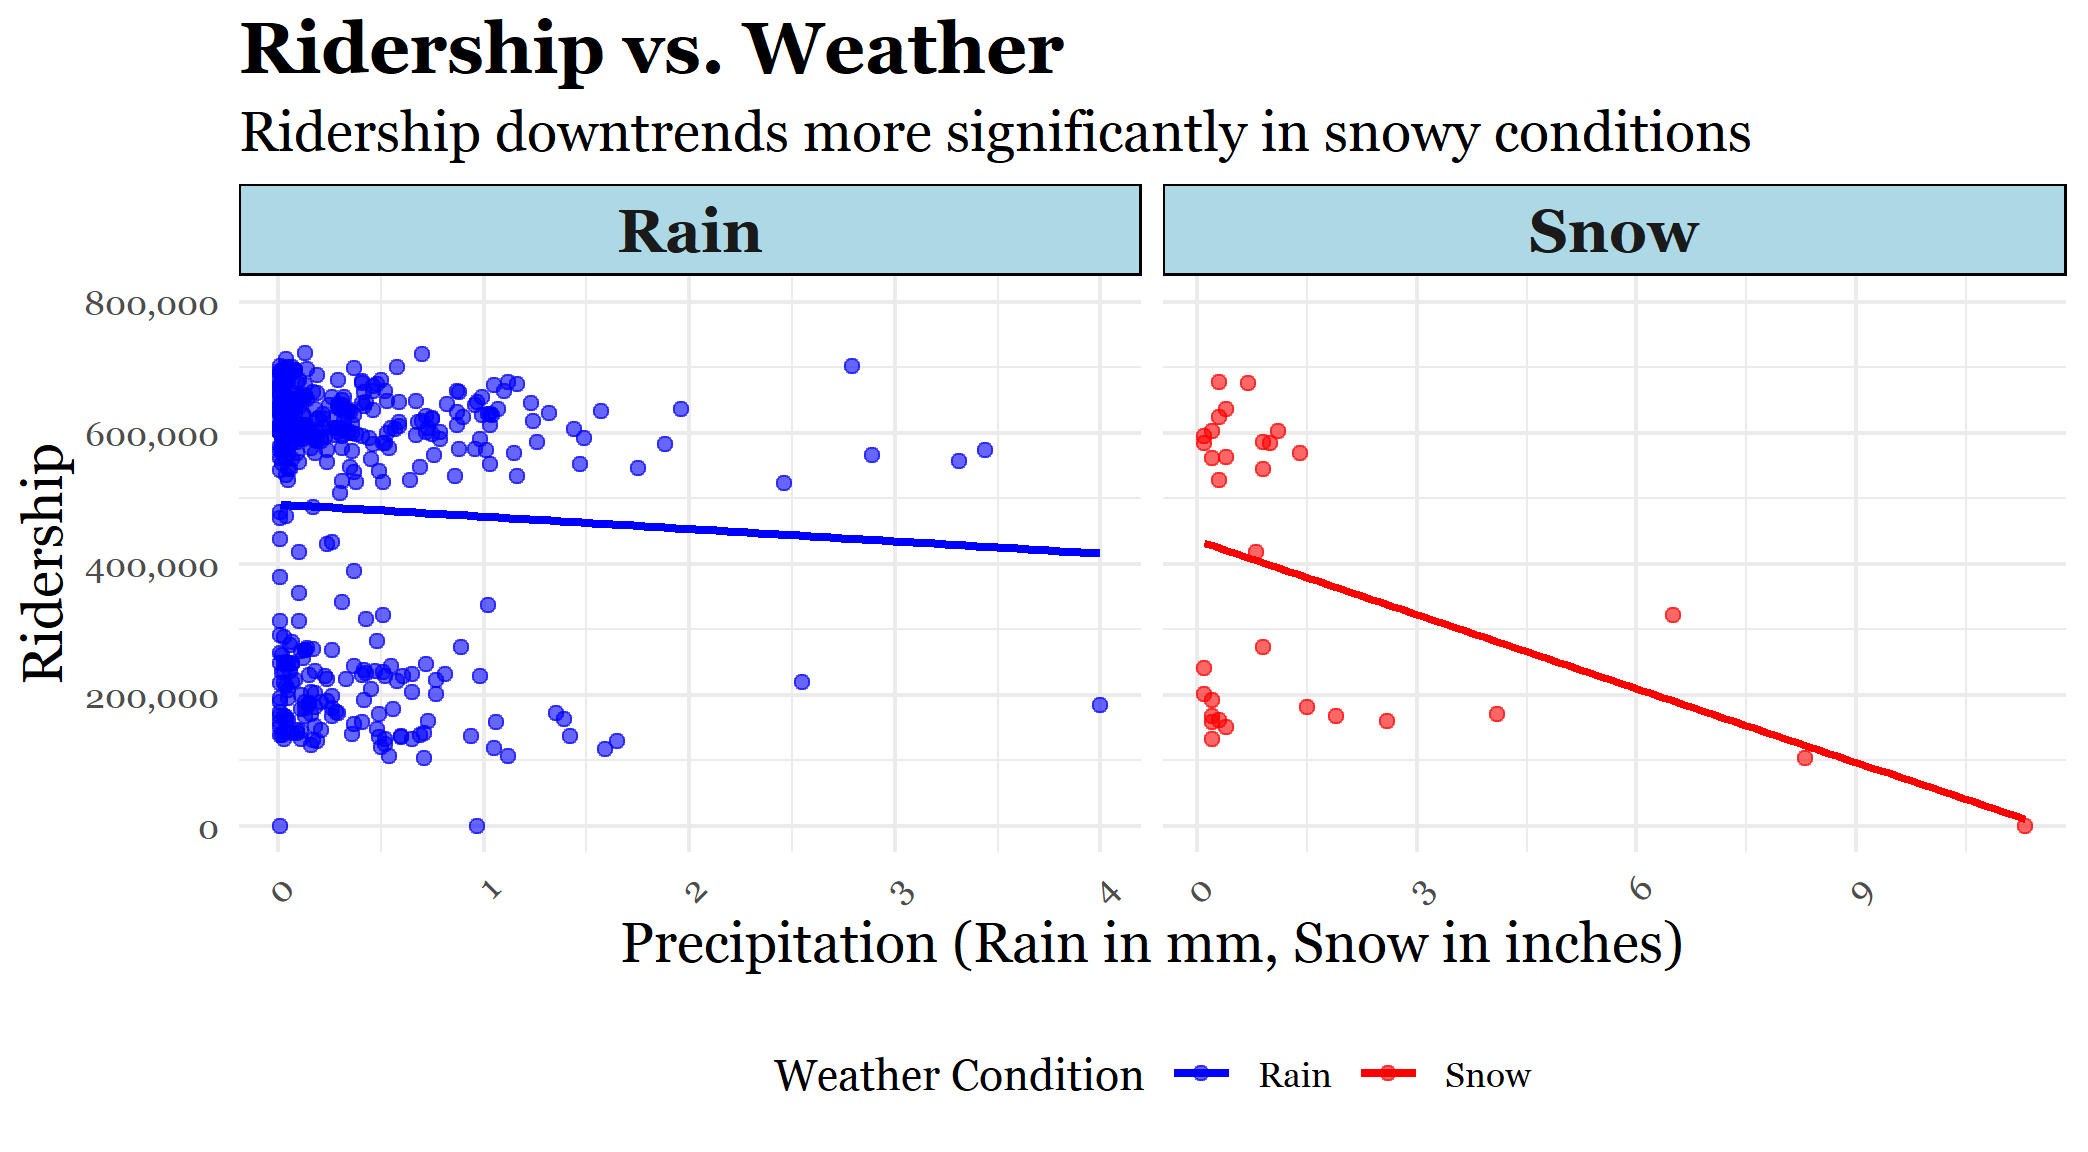 Ridership vs. Weather
Ridership downtrends more significantly in snowy conditions
Rain
Snow
800,000
600,000
400,000
200,000
0
Ridership
0 1 2 3 4
0 3 6 9
Precipitation (Rain in mm, Snow in inches)
Weather Condition Rain Snow